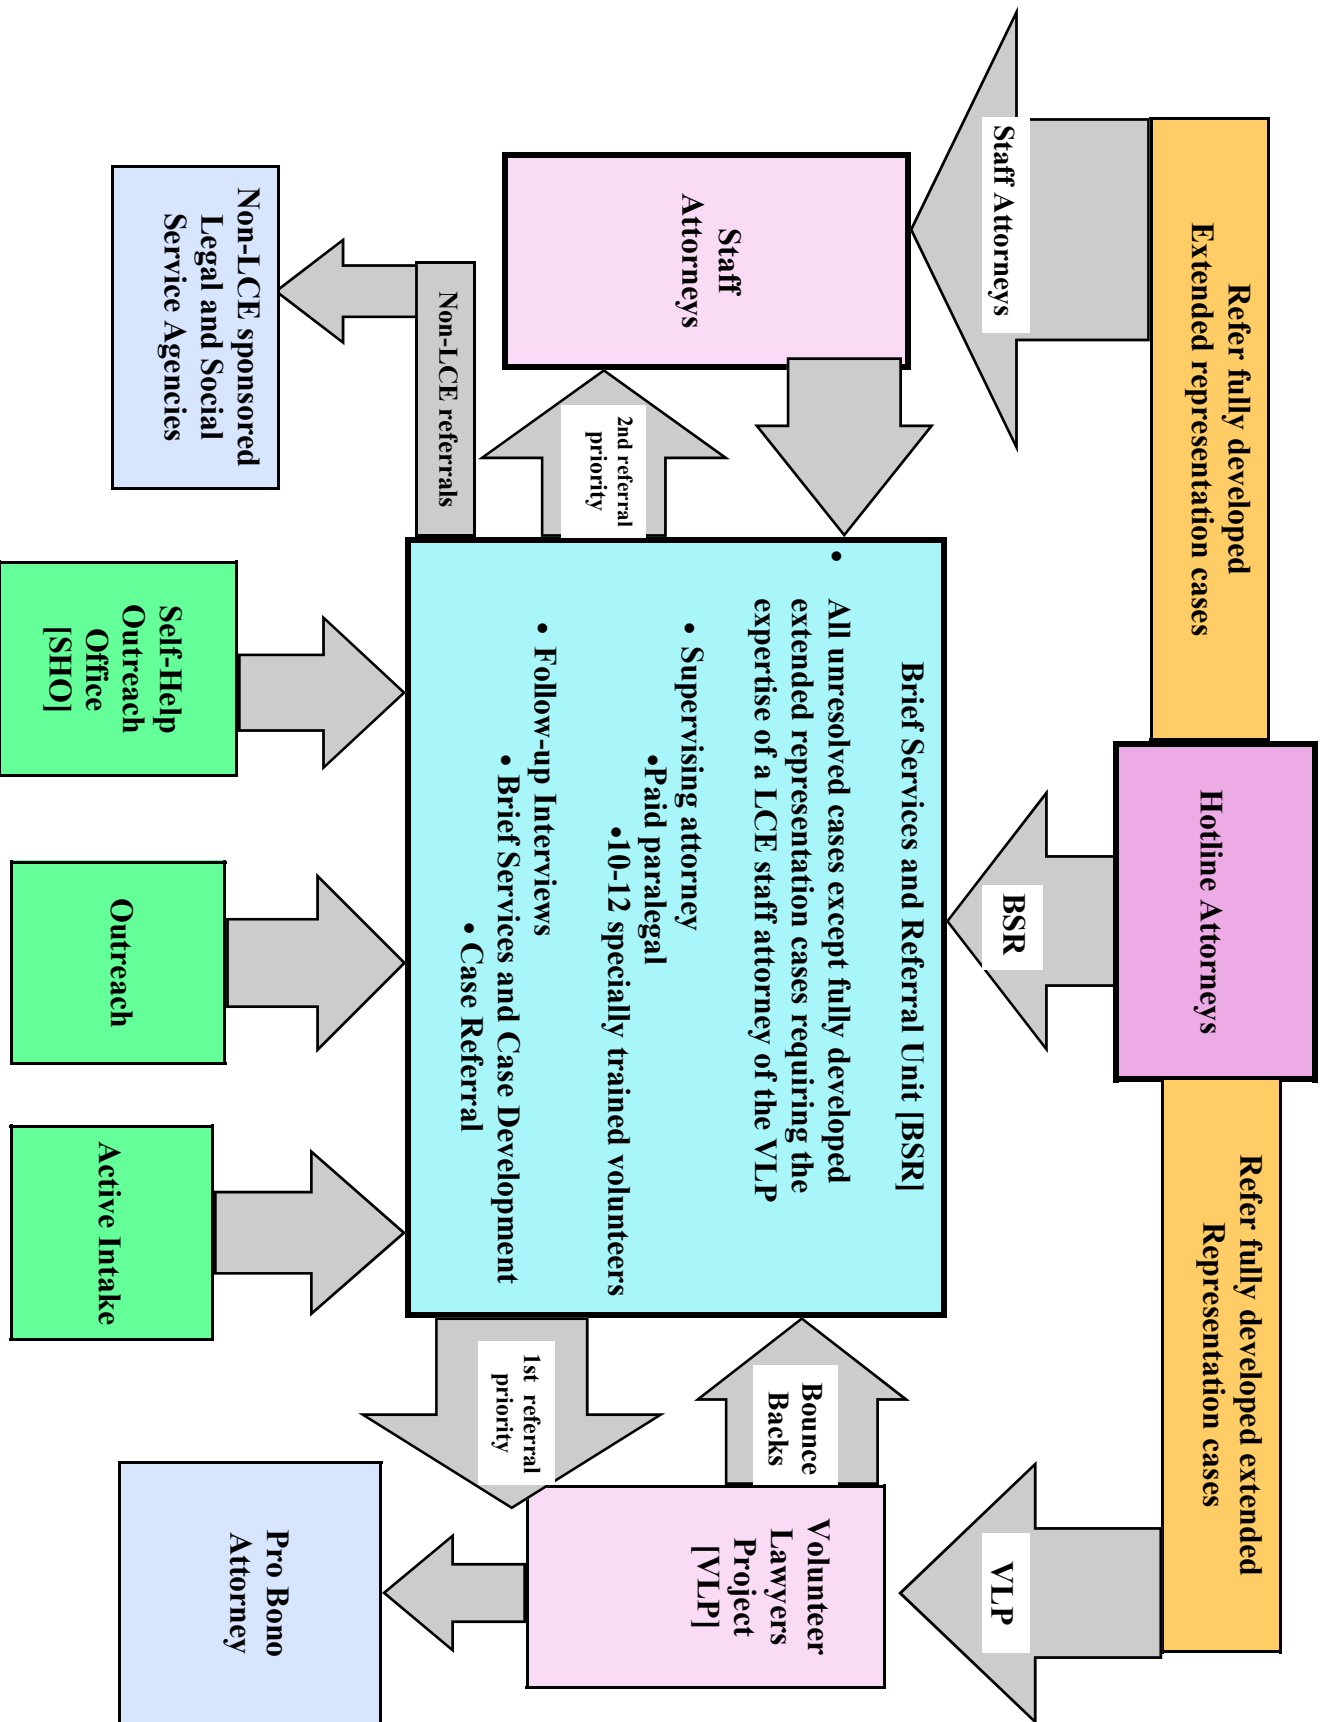 Refer fully developed
Extended representation cases
Hotline Attorneys
Refer fully developed extended
Representation cases
Staff Attorneys
BSR
VLP
Staff
Attorneys
Brief Services and Referral Unit [BSR]
• All unresolved cases except fully developed
extended representation cases requiring the
expertise of a LCE staff attorney of the VLP
• Supervising attorney
•Paid paralegal
•10-12 specially trained volunteers
• Follow-up Interviews
• Brief Services and Case Development
• Case Referral
Bounce
Backs
Volunteer
Lawyers
Project
[VLP]
2nd referral
priority
1st referral
priority
Non-LCE referrals
Non-LCE sponsored
Legal and Social
Service Agencies
Self-Help
Outreach
Office
[SHO]
Outreach
Active Intake
Pro Bono
Attorney